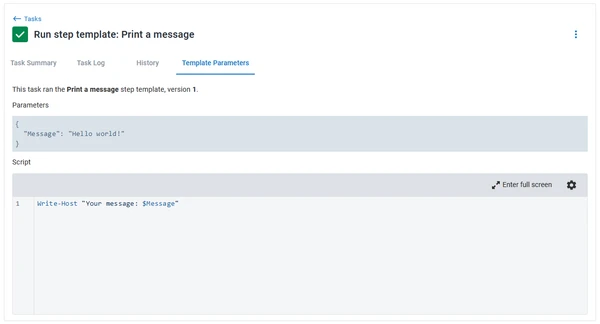 ← Tasks
Run step template: Print a message
Task Summary Task Log History Template Parameters
This task ran the Print a message step template, version 1.
Parameters
{
"Message": "Hello world!"
}
Script
Enter full screen
1 Write-Host "Your message: $Message"